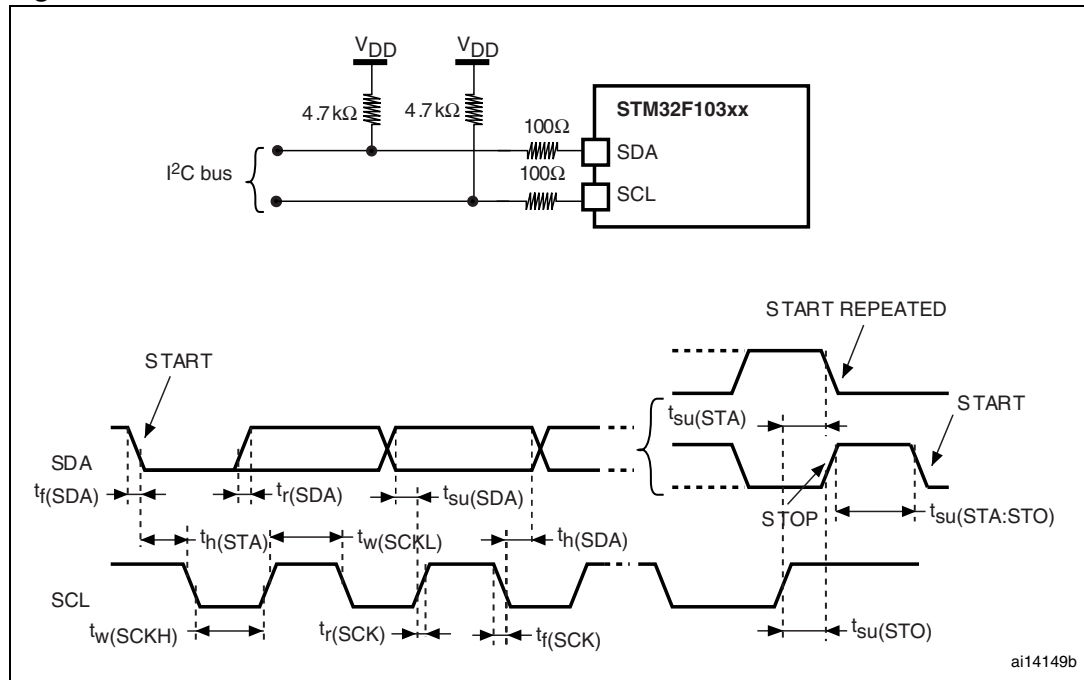 VDD VDD
4.7kΩ 4.7kΩ
STM32F103xx
100Ω
SDA
100Ω
I²C bus
SCL
START REPEATED
START
tsu(STA)
START
SDA
tf(SDA)
tr(SDA)
tsu(SDA)
STOP
tsu(STA:STO)
th(STA)
tw(SCKL)
th(SDA)
SCL
tw(SCKH)
tr(SCK)
tf(SCK)
tsu(STO)
ai14149b